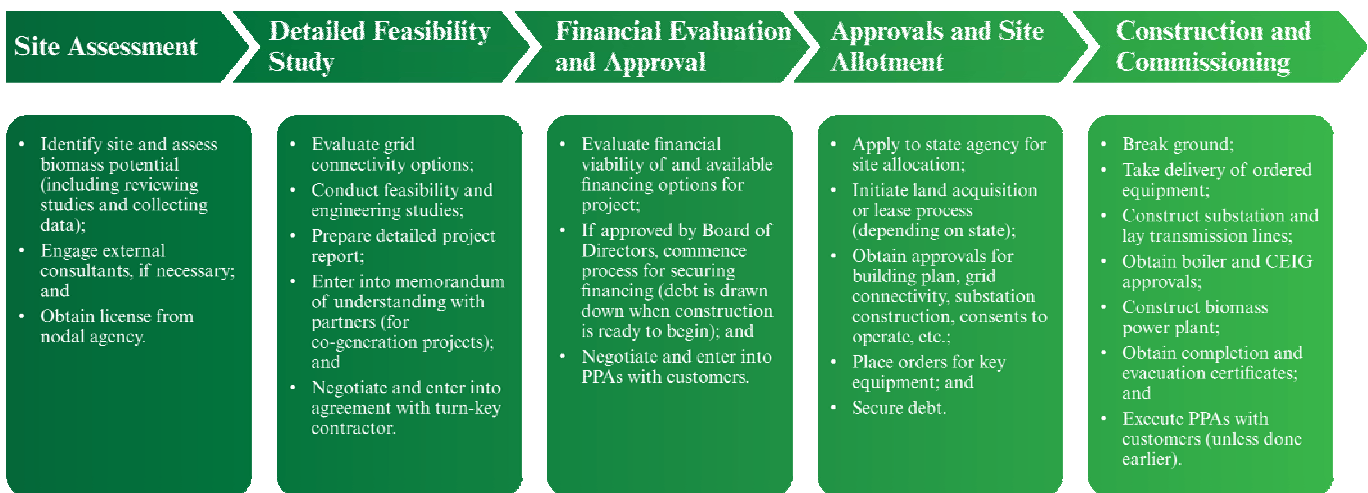 Site Assessment
Detailed Feasibility
Study
Financial Evaluation
and Approval
Approvals and Site
Allotment
Construction and
Commissioning
• Identify site and assess
biomass potential
(including reviewing
studies and collecting
data);
• Engage external
consultants, if necessary;
and
• Obtain license from
nodal agency.
• Evaluate grid
connectivity options;
• Conduct feasibility and
engineering studies;
• Prepare detailed project
report;
• Enter into memorandum
of understanding with
partners (for
co-generation projects);
and
• Negotiate and enter into
agreement with turn-key
contractor.
• Evaluate financial
viability of and available
financing options for
project;
• If approved by Board of
Directors, commence
process for securing
financing (debt is drawn
down when construction
is ready to begin); and
• Negotiate and enter into
PPAs with customers.
• Apply to state agency for
site allocation;
• Initiate land acquisition
or lease process
(depending on state);
• Obtain approvals for
building plan, grid
connectivity, substation
construction, consents to
operate, etc.;
• Place orders for key
equipment; and
• Secure debt.
• Break ground;
• Take delivery of ordered
equipment;
• Construct substation and
lay transmission lines;
• Obtain boiler and CEIG
approvals;
• Construct biomass
power plant;
• Obtain completion and
evacuation certificates;
and
• Execute PPAs with
customers (unless done
earlier).